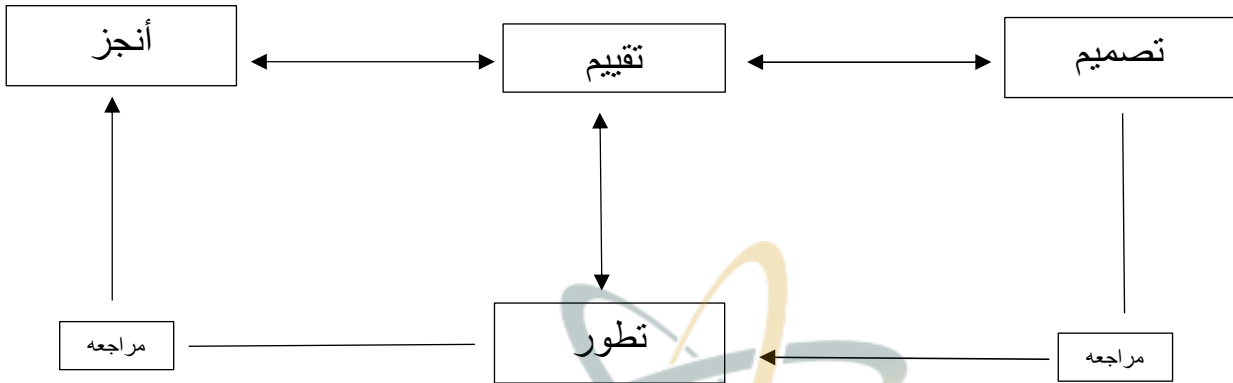 تصميم
تقييم
أنجز
تطور
مراجعه
مراجعه